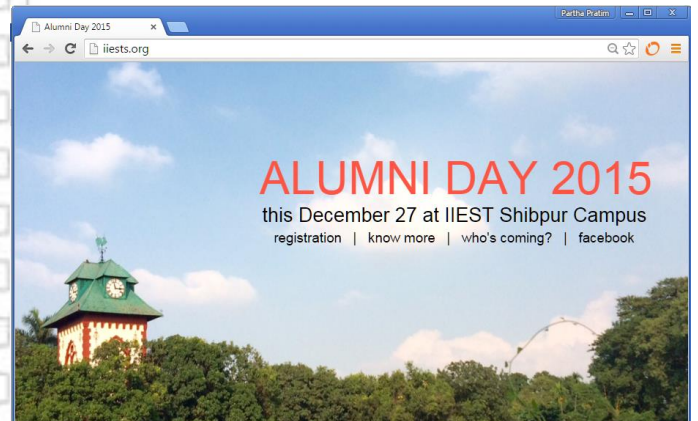 Partha Pratim
Alumni Day 2015
iiests.org
ALUMNI DAY 2015
this December 27 at IIEST Shibpur Campus
registration | know more | who's coming? | facebook